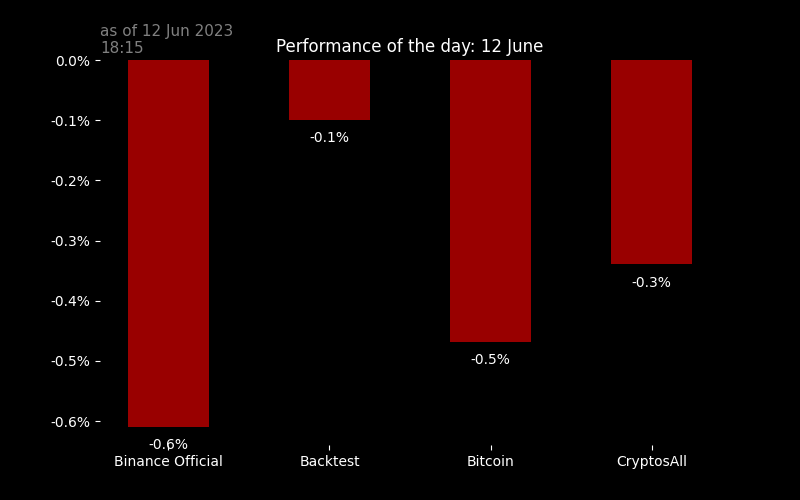 as of 12 Jun 2023
18:15
Performance of the day: 12 June
0.0%
-0.1%
-0.2%
-0.3%
-0.4%
-0.5%
-0.6%
-0.6%
-0.1%
-0.5%
-0.3%
Binance Official
Backtest
Bitcoin
CryptosAll